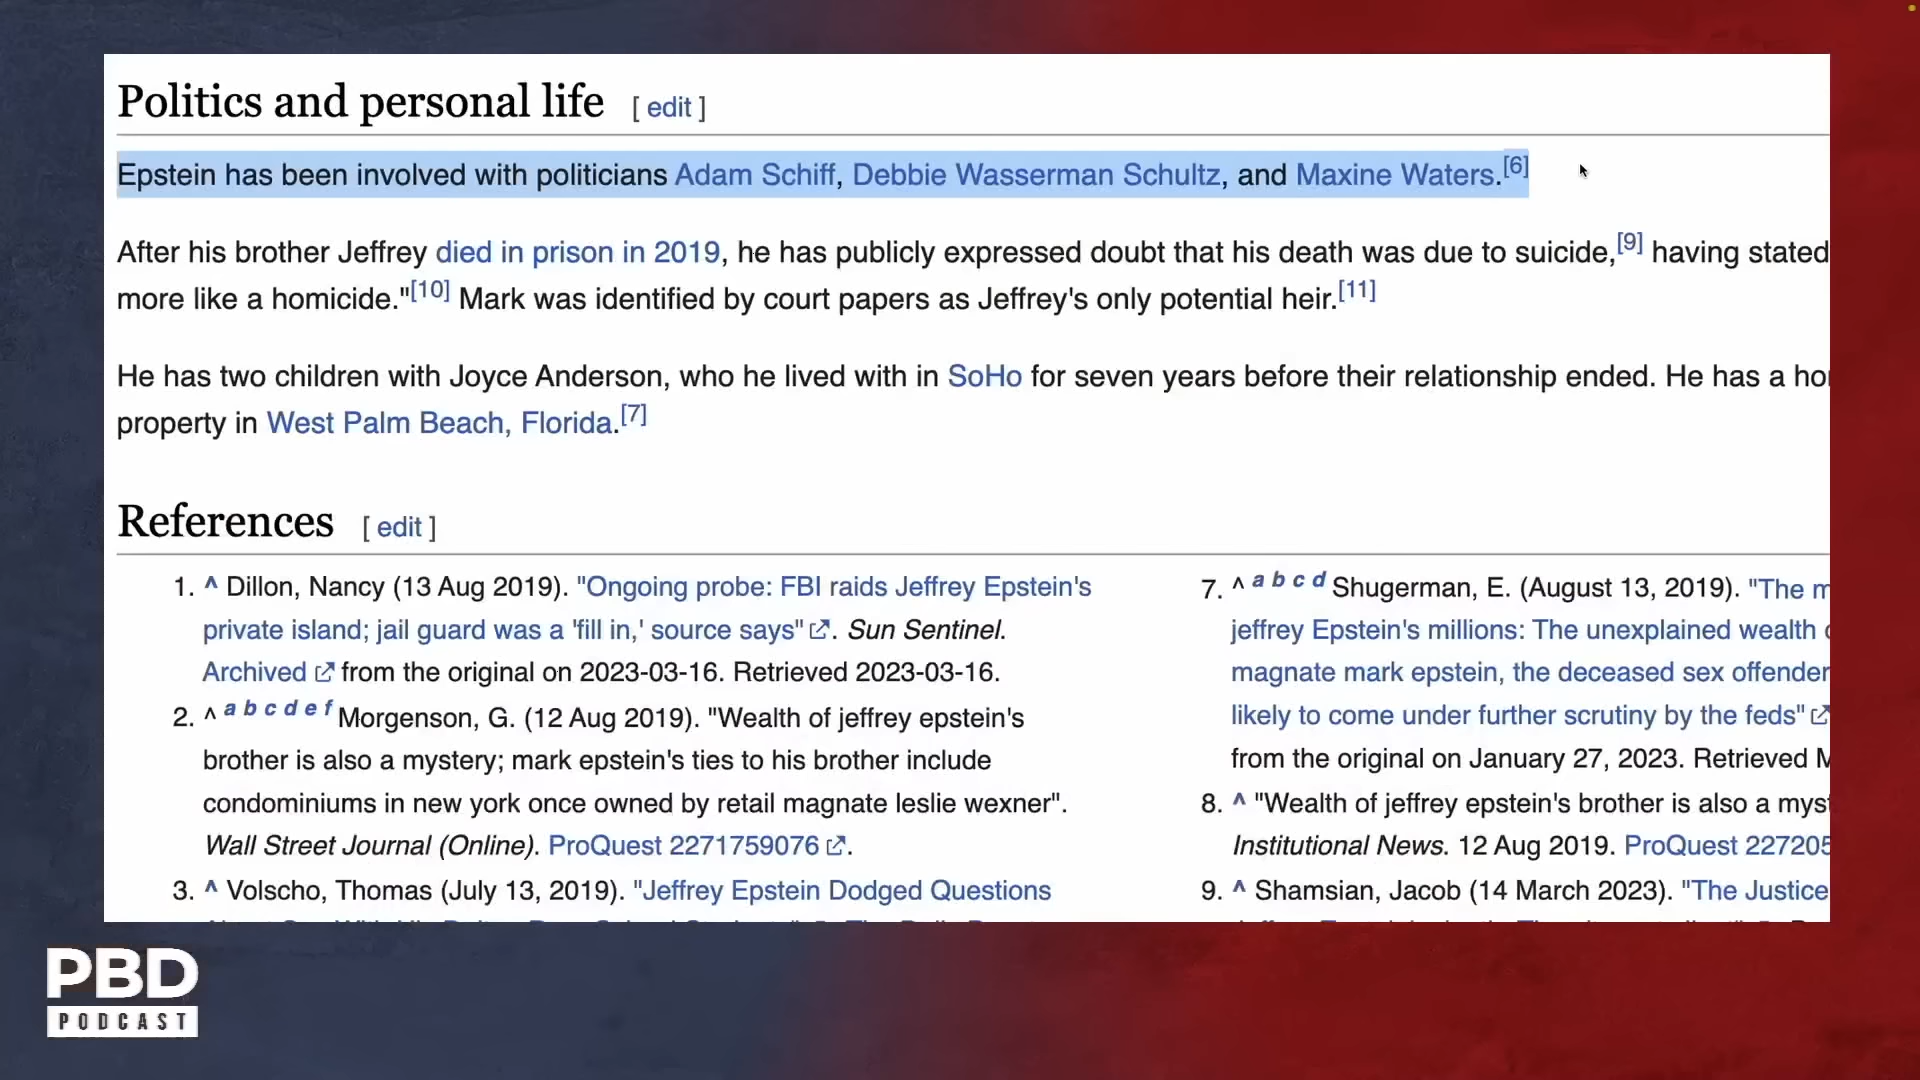 Politics and personal life [ edit ]
Epstein has been involved with politicians Adam Schiff, Debbie Wasserman Schultz, and Maxine Waters.[6]
After his brother Jeffrey died in prison in 2019, he has publicly expressed doubt that his death was due to suicide,[9] having stated
more like a homicide."[10] Mark was identified by court papers as Jeffrey's only potential heir.[11]
He has two children with Joyce Anderson, who he lived with in SoHo for seven years before their relationship ended. He has a
property in West Palm Beach, Florida.[7]
References [ edit ]
1. ^ Dillon, Nancy (13 Aug 2019). "Ongoing probe: FBI raids Jeffrey Epstein's
private island; jail guard was a 'fill in,' source says". Sun Sentinel.
Archived from the original on 2023-03-16. Retrieved 2023-03-16.
2. ^ a b c d e f Morgenson, G. (12 Aug 2019). "Wealth of jeffrey epstein's
brother is also a mystery; mark epstein's ties to his brother include
condominiums in new york once owned by retail magnate leslie wexner".
Wall Street Journal (Online). ProQuest 2271759076.
3. ^ Volscho, Thomas (July 13, 2019). "Jeffrey Epstein Dodged Questions
7. ^ a b c d Shugerman, E. (August 13, 2019). "The
jeffrey Epstein's millions: The unexplained wealth
magnate mark epstein, the deceased sex offender
likely to come under further scrutiny by the feds"
from the original on January 27, 2023. Retrieved
8. ^ "Wealth of jeffrey epstein's brother is also a
Institutional News. 12 Aug 2019. ProQuest 227205
9. ^ Shamsian, Jacob (14 March 2023). "The Justice
PBD
PODCAST